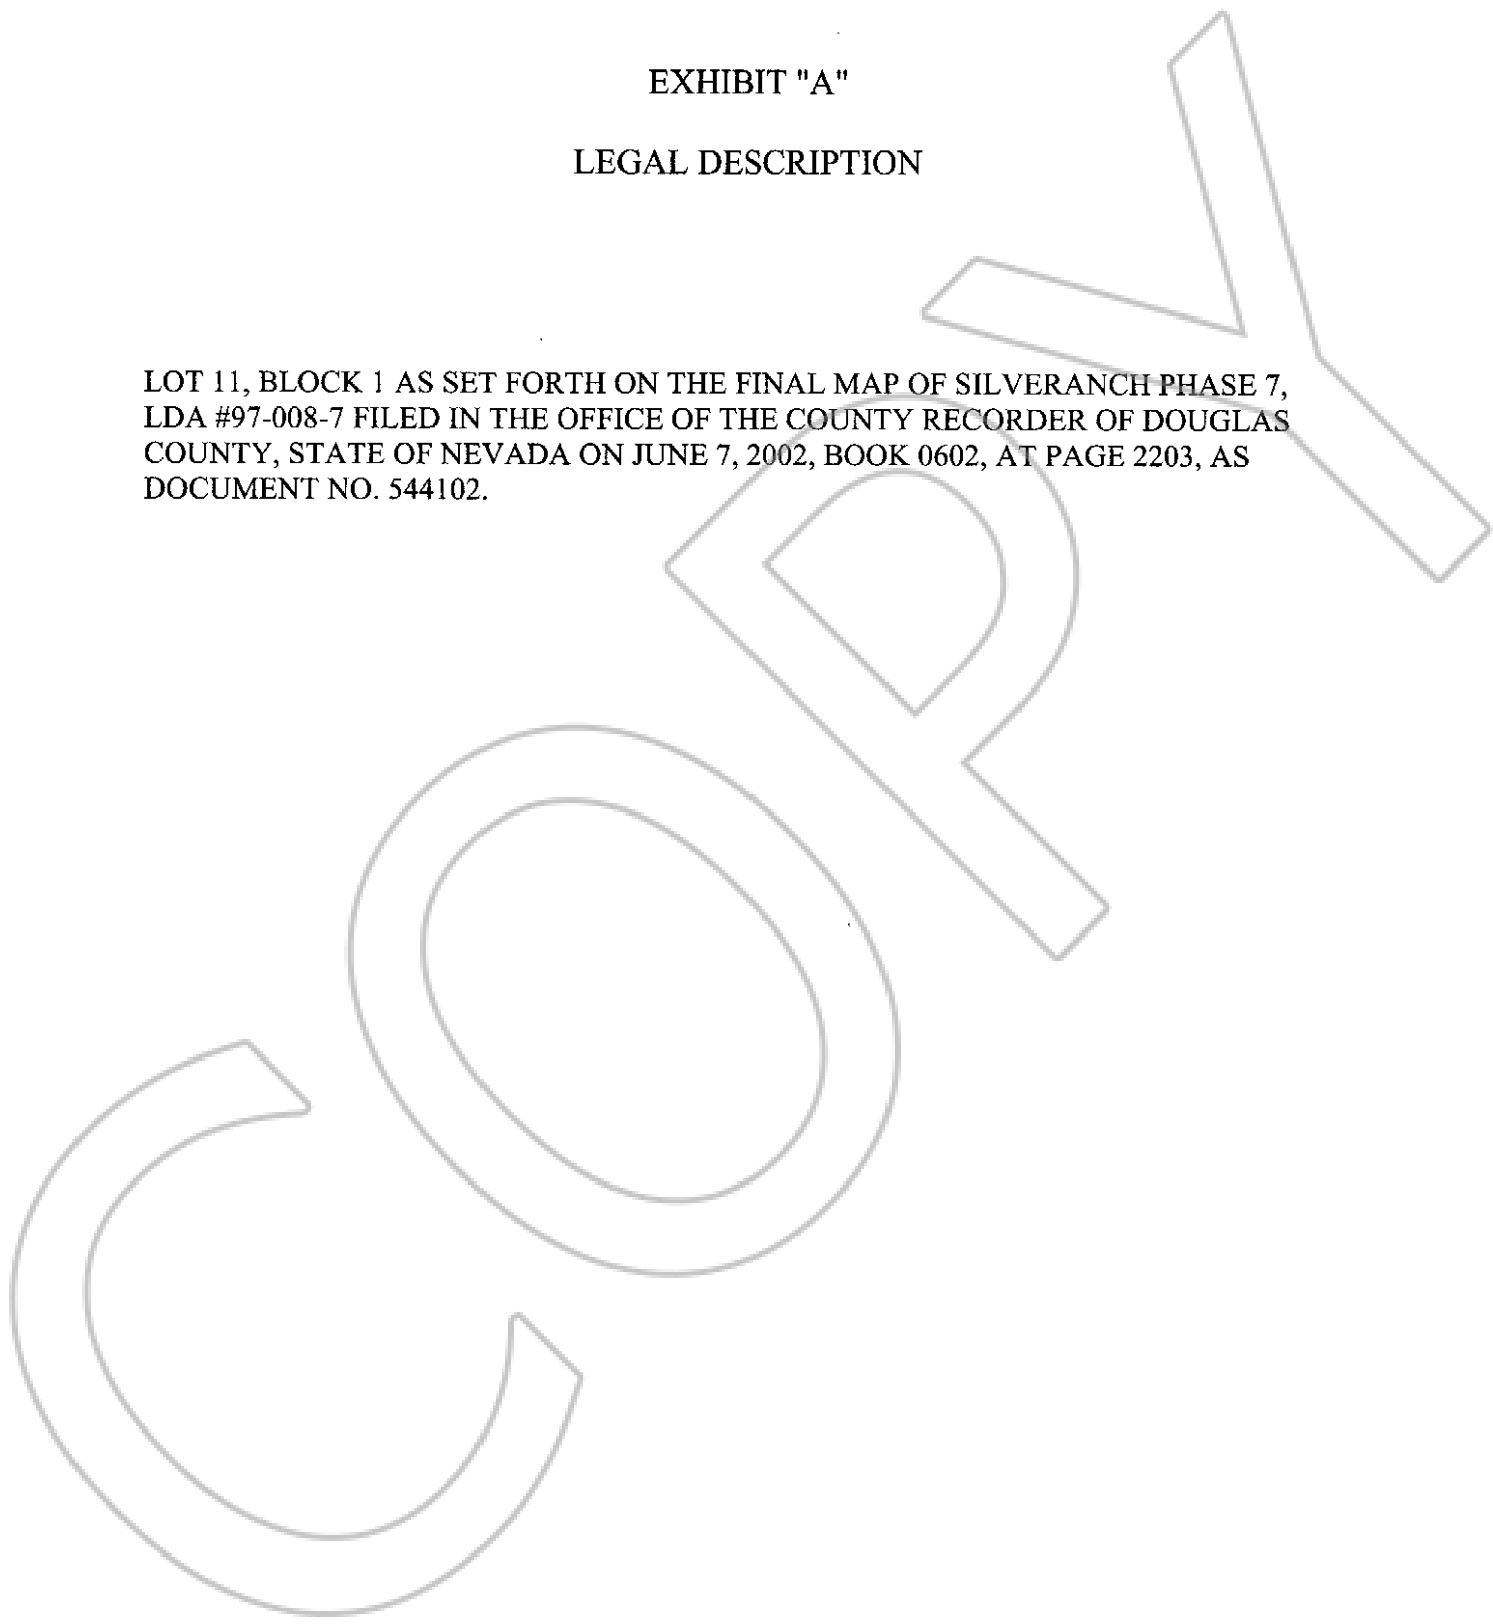 EXHIBIT "A"
LEGAL DESCRIPTION
LOT 11, BLOCK 1 AS SET FORTH ON THE FINAL MAP OF SILVERANCH PHASE 7,
LDA #97-008-7 FILED IN THE OFFICE OF THE COUNTY RECORDER OF DOUGLAS
COUNTY, STATE OF NEVADA ON JUNE 7, 2002, BOOK 0602, AT PAGE 2203, AS
DOCUMENT NO. 544102.
COPY